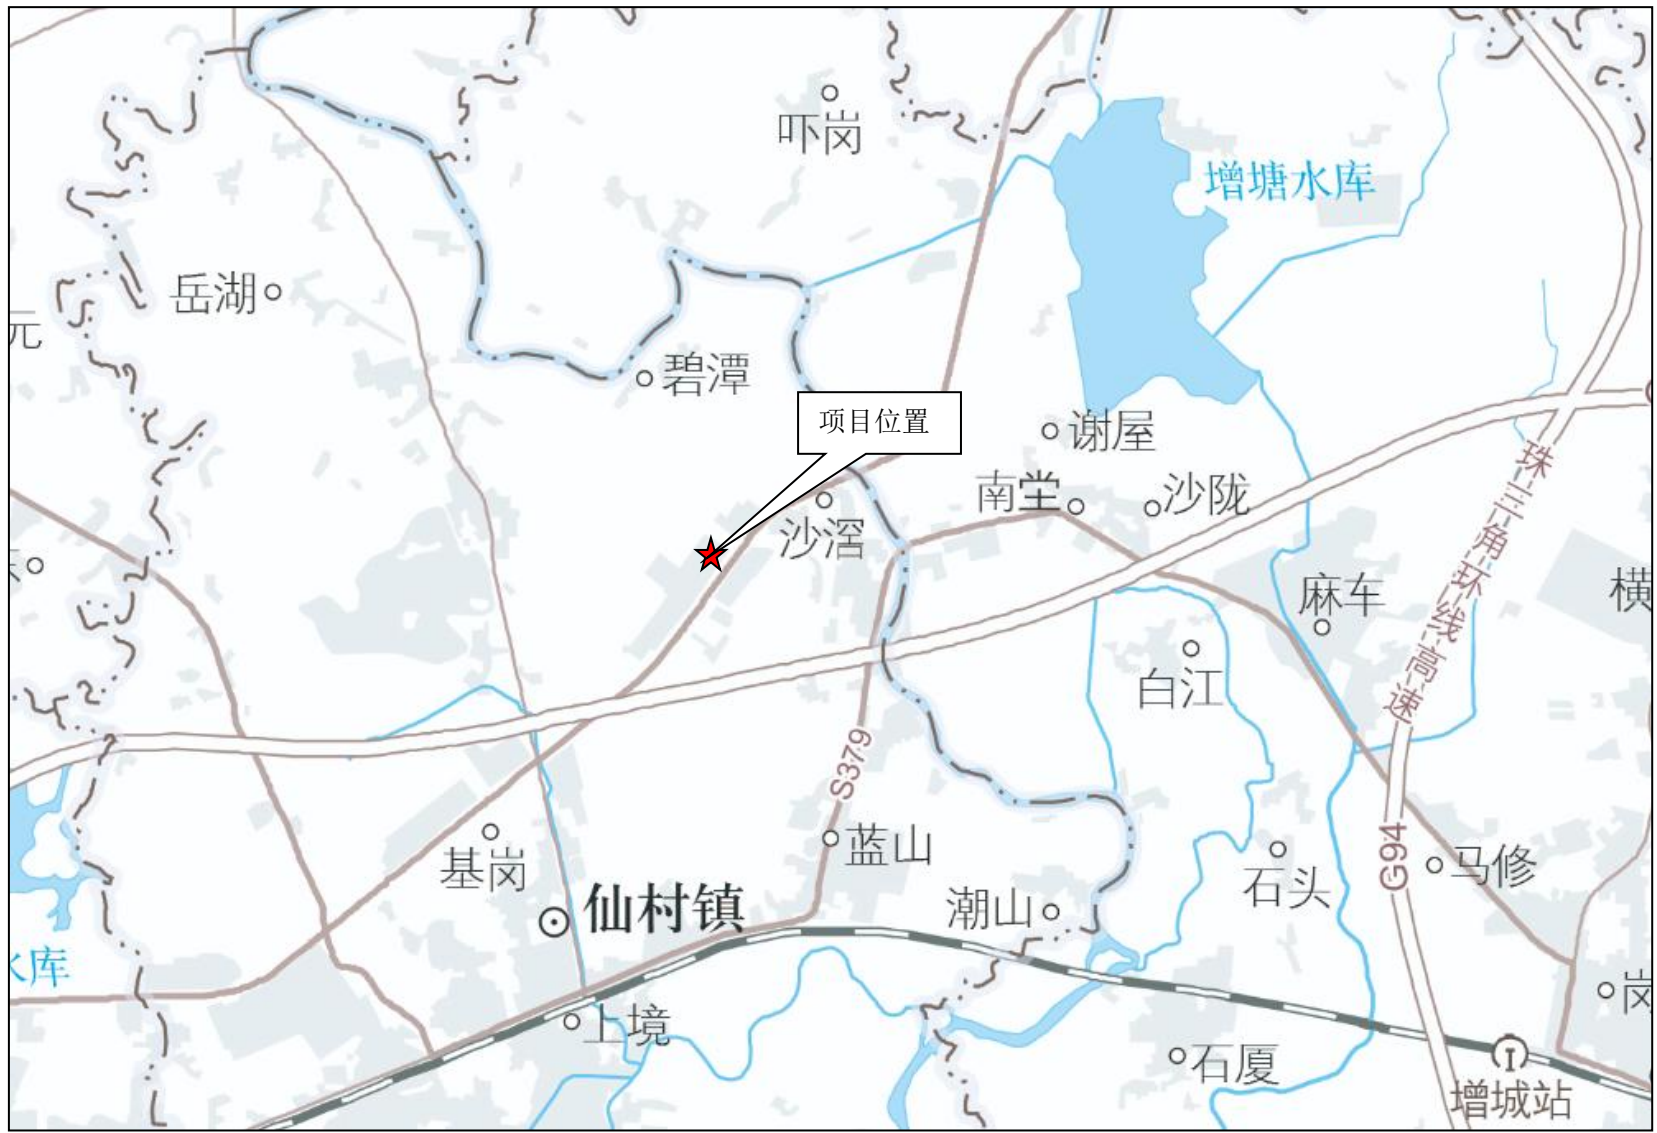 吓岗
增塘水库
岳湖
元
碧潭
项目位置
谢屋
南坣
沙陇
沙滘
珠三角环线高速
麻车
横
白江
S379
蓝山
基岗
仙村镇
潮山
石头
G94
马修
水库
岗
上境
石厦
增城站